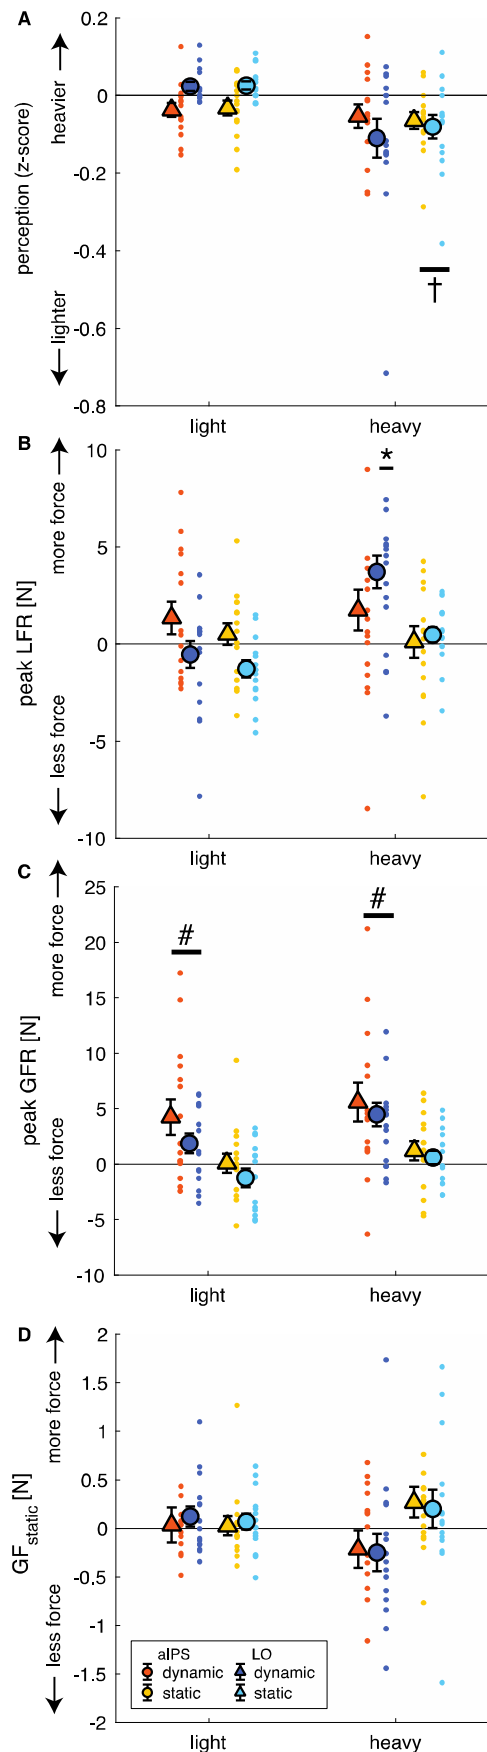 A
0.2
0
-0.2
-0.4
-0.6
-0.8
perception (z-score)
heavier
lighter
†
light heavy
B
10
5
0
-5
-10
peak LFR [N]
more force
less force
*
light heavy
C
25
20
15
10
5
0
-5
-10
peak GFR [N]
more force
less force
# #
light heavy
D
2
1.5
1
0.5
0
-0.5
-1
-1.5
-2
GFstatic [N]
more force
less force
aIPS LO
dynamic dynamic
static static
light heavy